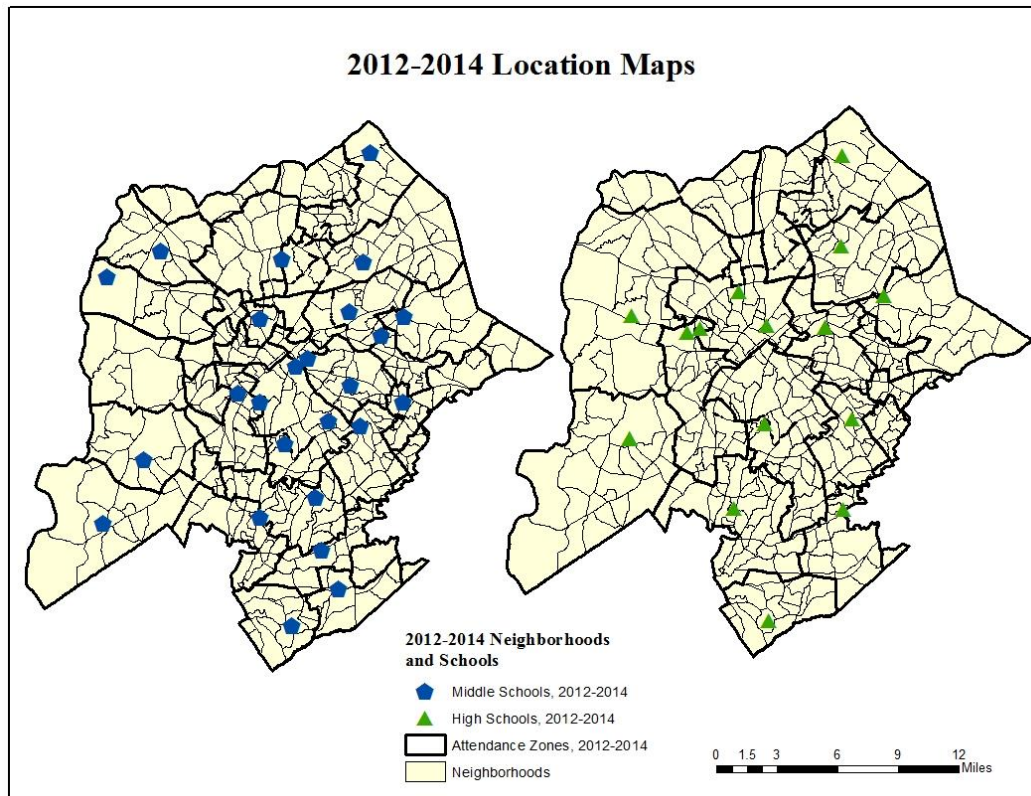 2012-2014 Location Maps
2012-2014 Neighborhoods
and Schools
Middle Schools, 2012-2014
High Schools, 2012-2014
Attendance Zones, 2012-2014
Neighborhoods
0 1.5 3 6 9 12
Miles